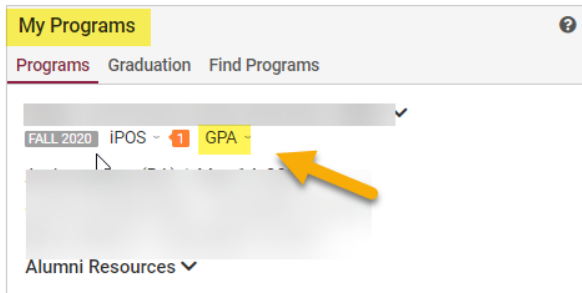 My Programs
Programs Graduation Find Programs
FALL 2020 iPOS 1 GPA
Alumni Resources